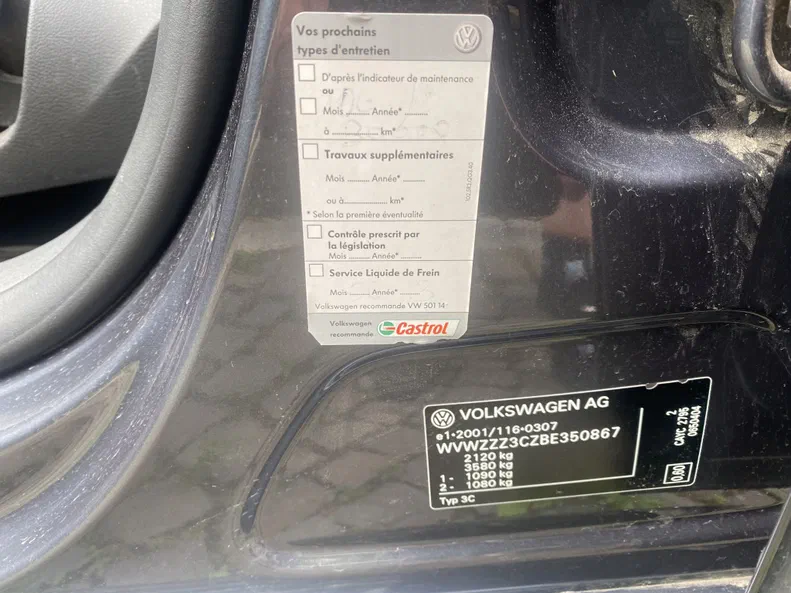 Vos prochains
types d'entretien
D'après l'indicateur de maintenance
ou
Mois ......... Année* .........
à .................. km*
Travaux supplémentaires
Mois ......... Année* .........
ou à.................. km*
* Selon la première éventualité
Contrôle prescrit par
la législation
Mois ......... Année* .........
Service Liquide de Frein
Mois ......... Année* .........
Volkswagen recommande VW 501 14
Volkswagen
recommande
Castrol
VOLKSWAGEN AG
e1*2001/116*0307
WVWZZZ3CZBE350867
2120 kg
3580 kg
1 - 1090 kg
2 - 1080 kg
Typ 3C
2
CAYC 2795
0650404
0.60